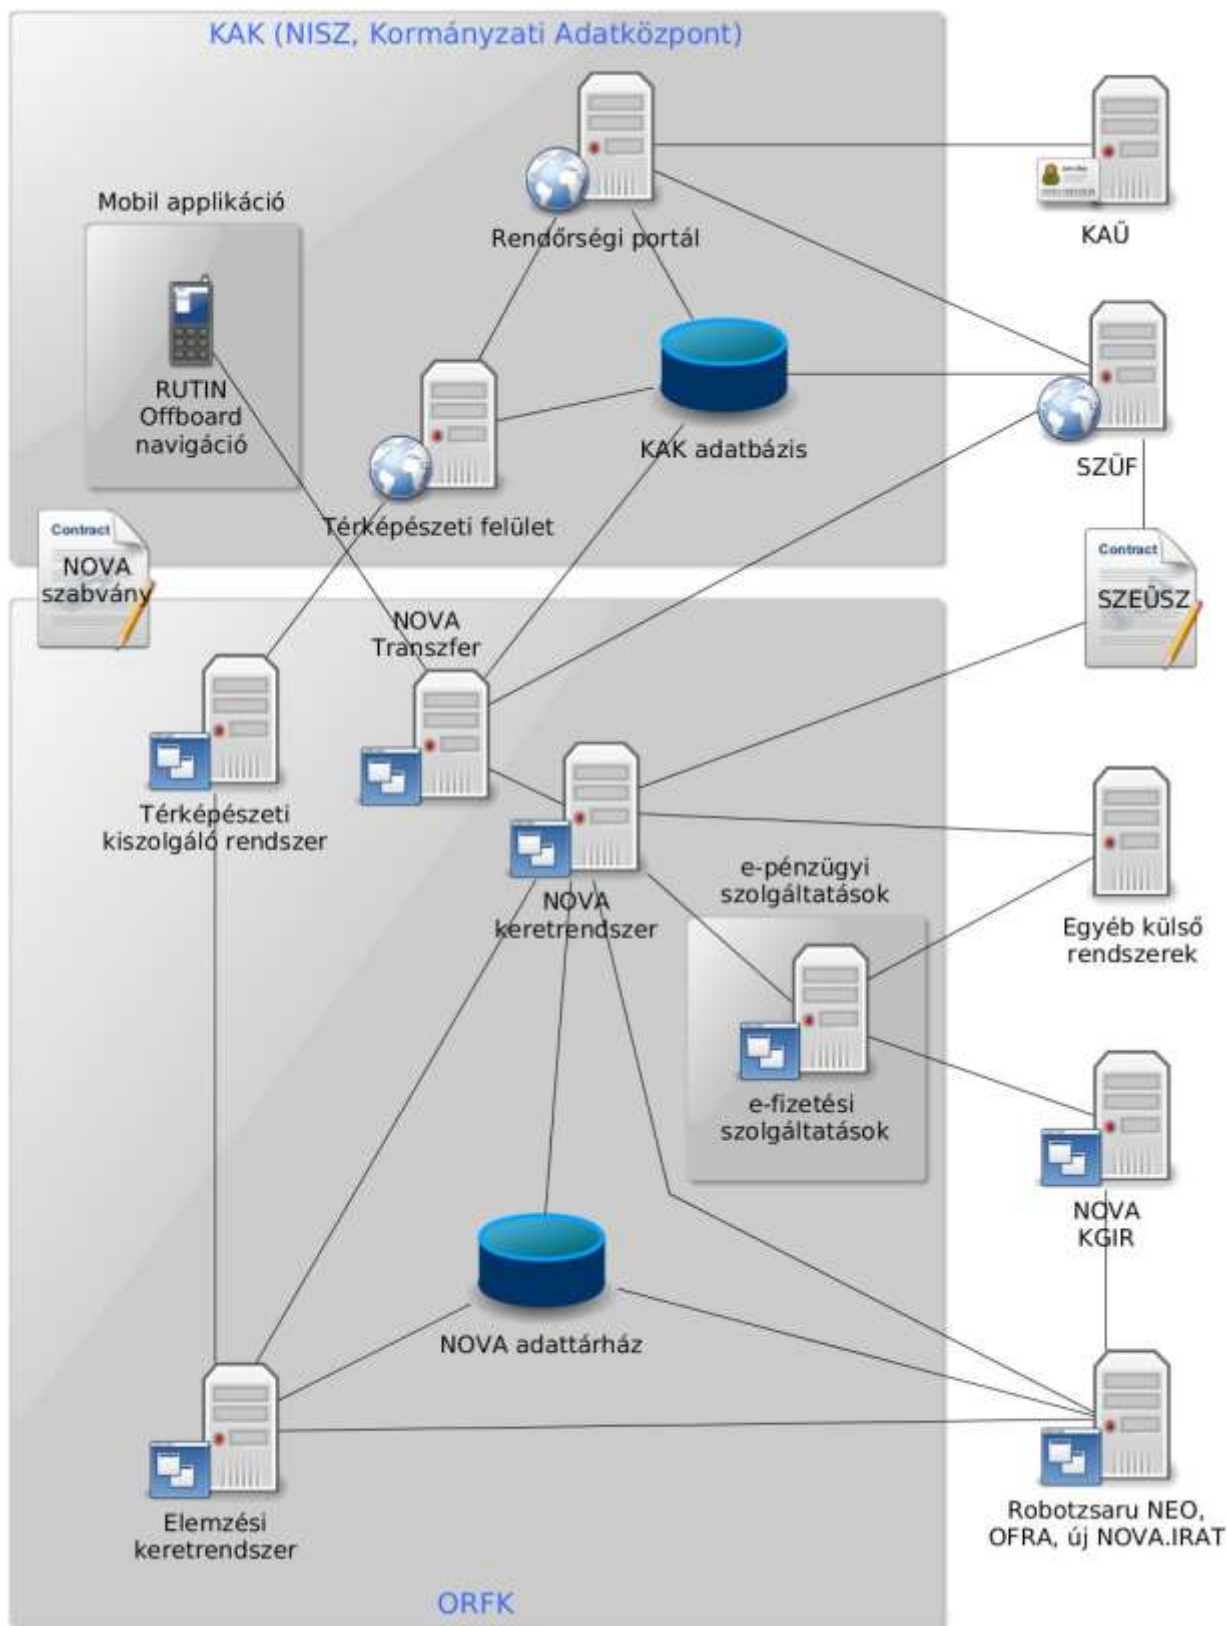 KAK (NISZ, Kormányzati Adatközpont)
Mobil applikáció
Rendőrségi portál
KAÜ
RUTIN
Offboard
navigáció
KAK adatbázis
SZÜF
Térképészeti felület
Contract
NOVA
szabvány
Contract
SZEÜSZ
NOVA
Transzfer
Térképészeti
kiszolgáló rendszer
NOVA
keretrendszer
e-pénzügyi
szolgáltatások
Egyéb külső
rendszerek
e-fizetési
szolgáltatások
NOVA
KGIR
NOVA adattárház
Elemzési
keretrendszer
Robotzsaru NEO,
OFRA, új NOVA.IRAT
ORFK